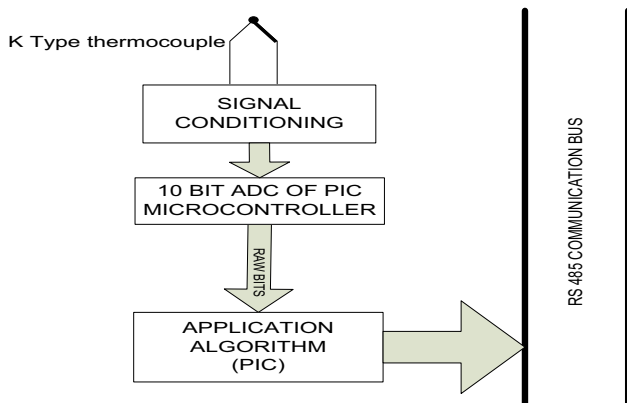 K Type thermocouple
SIGNAL
CONDITIONING
10 BIT ADC OF PIC
MICROCONTROLLER
RAW BITS
APPLICATION
ALGORITHM
(PIC)
RS 485 COMMUNICATION BUS